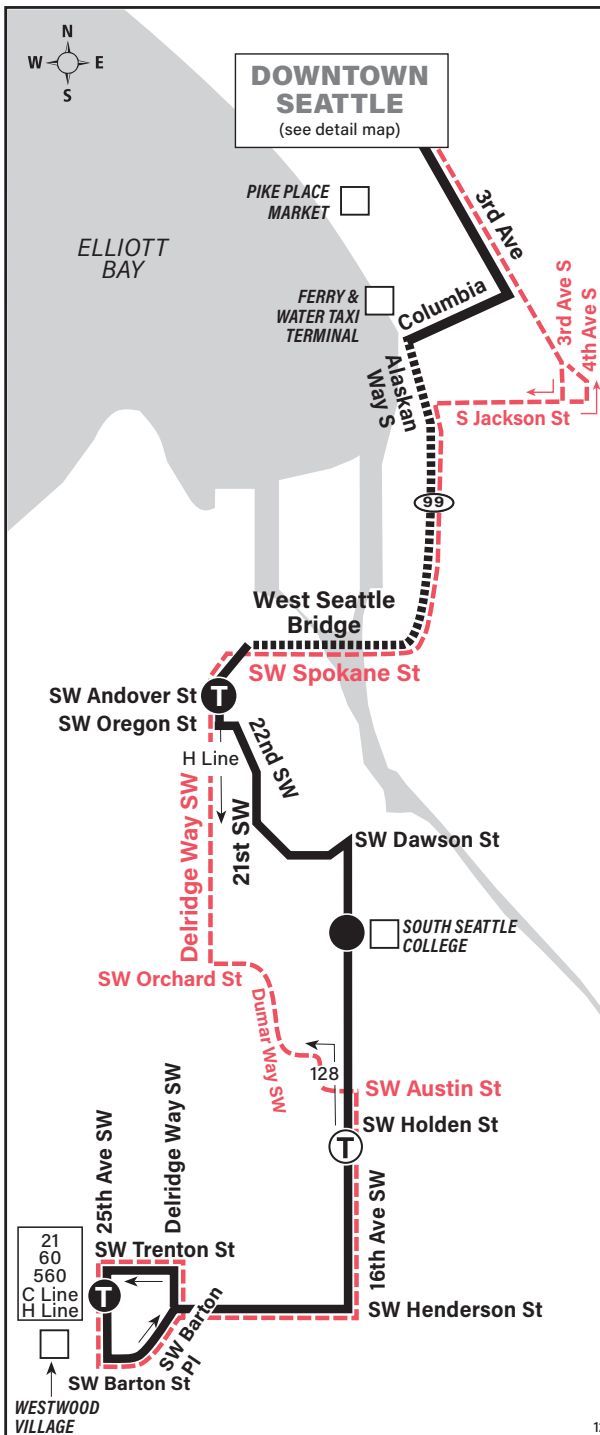 N
W E
S
DOWNTOWN
SEATTLE
(see detail map)
PIKE PLACE
MARKET
3rd Ave
ELLIOTT
BAY
FERRY &
WATER TAXI
TERMINAL
Columbia
3rd Ave S
4th Ave S
Alaskan
Way S
S Jackson St
99
West Seattle
Bridge
SW Spokane St
SW Andover St
T
SW Oregon St
22nd SW
H Line
Delridge Way SW
21st SW
SW Dawson St
SOUTH SEATTLE
COLLEGE
SW Orchard St
Dumar Way SW
128
SW Austin St
SW Holden St
T
16th Ave SW
25th Ave SW
Delridge Way SW
21
60
560
C Line
H Line
SW Trenton St
T
SW Henderson St
SW Barton
Pl
SW Barton St
WESTWOOD
VILLAGE